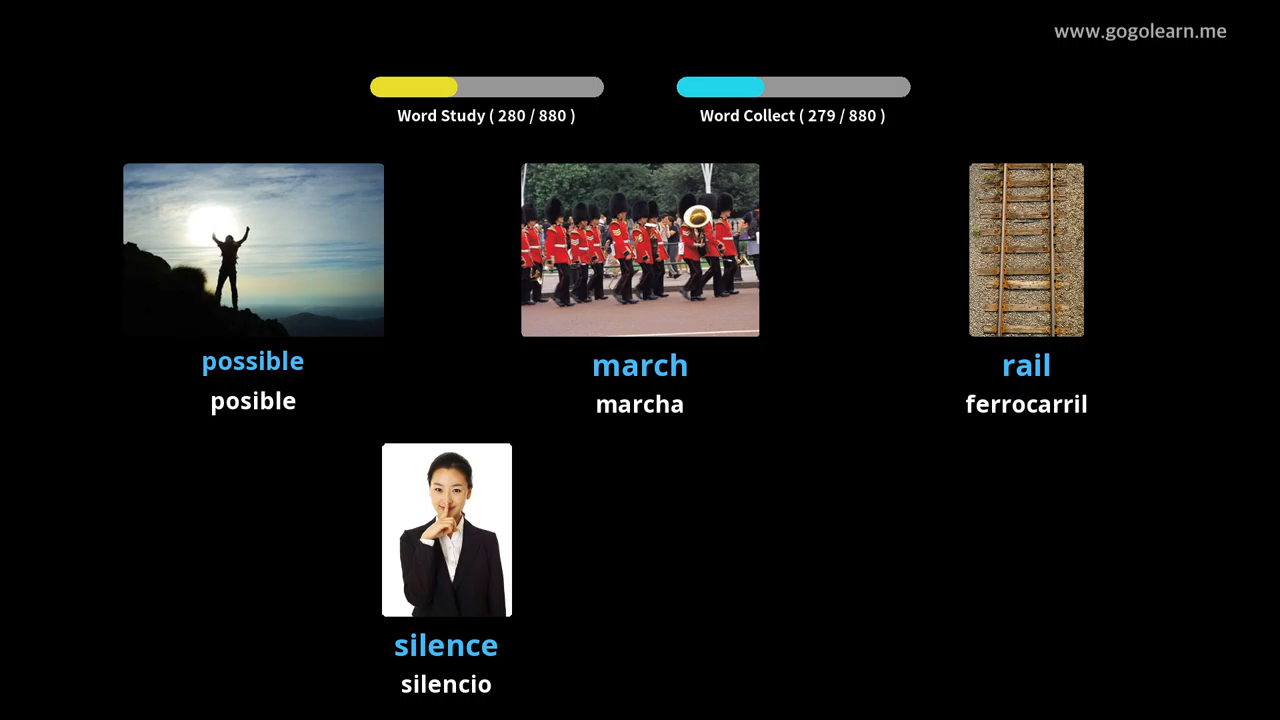 www.gogolearn.me
Word Study ( 280 / 880 )
Word Collect ( 279 / 880 )
possible
posible
march
marcha
rail
ferrocarril
silence
silencio